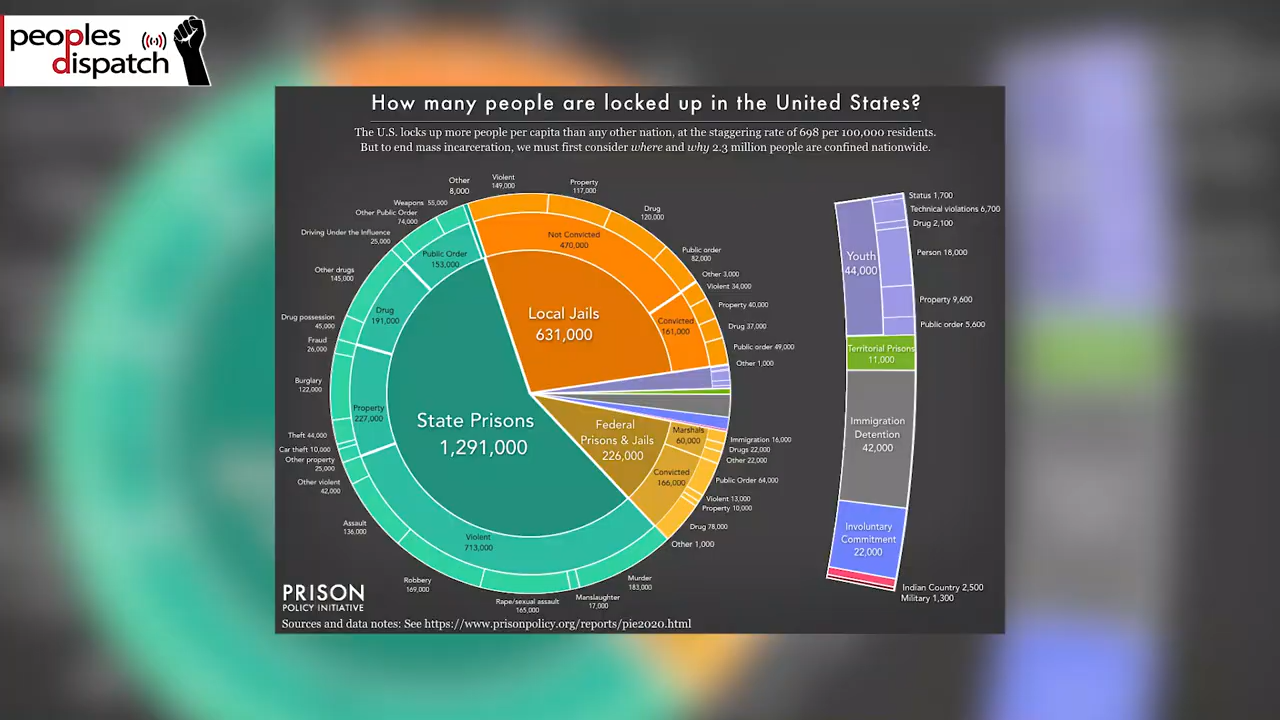 peoples
dispatch
How many people are locked up in the United States?
The U.S. locks up more people per capita than any other nation, at the staggering rate of 698 per 100,000 residents.
But to end mass incarceration, we must first consider where and why 2.3 million people are confined nationwide.
Other
8,000
Violent
149,000
Property
117,000
Drug
120,000
Public order
82,000
Other 3,000
Violent 34,000
Property 40,000
Drug 37,000
Public order 49,000
Other 1,000
Not Convicted
470,000
Convicted
161,000
Local Jails
631,000
Weapons 55,000
Other Public Order
74,000
Driving Under the Influence
25,000
Public Order
153,000
Other drugs
145,000
Drug possession
45,000
Drug
191,000
Fraud
26,000
Burglary
122,000
Property
227,000
Theft 44,000
Car theft 10,000
Other property
25,000
Other violent
42,000
Assault
136,000
Robbery
169,000
Rape/sexual assault
165,000
Manslaughter
17,000
Murder
183,000
Violent
713,000
State Prisons
1,291,000
Federal
Prisons & Jails
226,000
Marshals
60,000
Convicted
166,000
Immigration 16,000
Drugs 22,000
Other 22,000
Public Order 64,000
Violent 13,000
Property 10,000
Drug 78,000
Other 1,000
Youth
44,000
Status 1,700
Technical violations 6,700
Drug 2,100
Person 18,000
Property 9,600
Public order 5,600
Territorial Prisons
11,000
Immigration
Detention
42,000
Involuntary
Commitment
22,000
Indian Country 2,500
Military 1,300
PRISON
POLICY INITIATIVE
Sources and data notes: See https://www.prisonpolicy.org/reports/pie2020.html